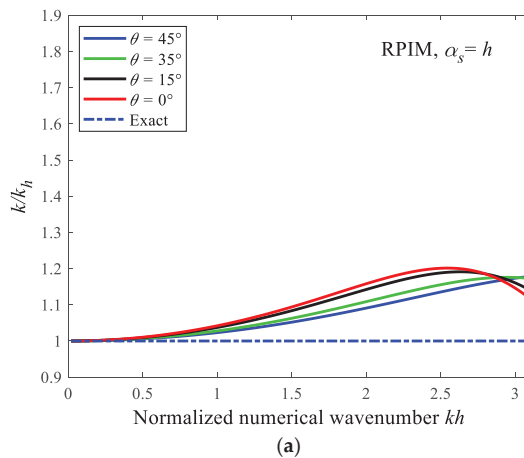 1.9
1.8
1.7
1.6
1.5
1.4
1.3
1.2
1.1
1
0.9
k/k_h
θ = 45°
θ = 35°
θ = 15°
θ = 0°
Exact
RPIM, α_s = h
0 0.5 1 1.5 2 2.5 3
Normalized numerical wavenumber kh
(a)